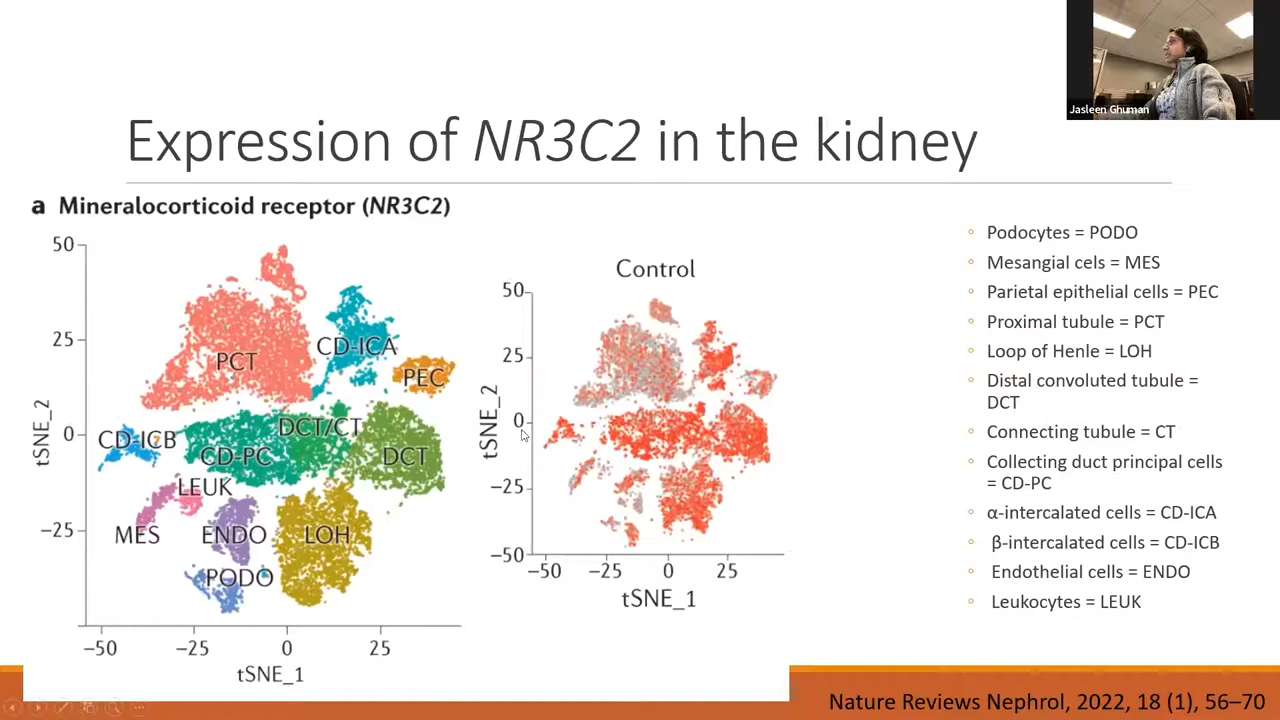 Jasleen Ghuman
Expression of NR3C2 in the kidney
a Mineralocorticoid receptor (NR3C2)
50
25
0
−25
tSNE_2
PCT
CD-ICA
PEC
CD-ICB
DCT/CT
CD-PC
DCT
LEUK
MES
ENDO
LOH
PODO
−50
−25
0
25
tSNE_1
Control
50
25
0
−25
−50
tSNE_2
−50
−25
0
25
tSNE_1
Podocytes = PODO
Mesangial cels = MES
Parietal epithelial cells = PEC
Proximal tubule = PCT
Loop of Henle = LOH
Distal convoluted tubule =
DCT
Connecting tubule = CT
Collecting duct principal cells
= CD-PC
α-intercalated cells = CD-ICA
β-intercalated cells = CD-ICB
Endothelial cells = ENDO
Leukocytes = LEUK
Nature Reviews Nephrol, 2022, 18 (1), 56–70